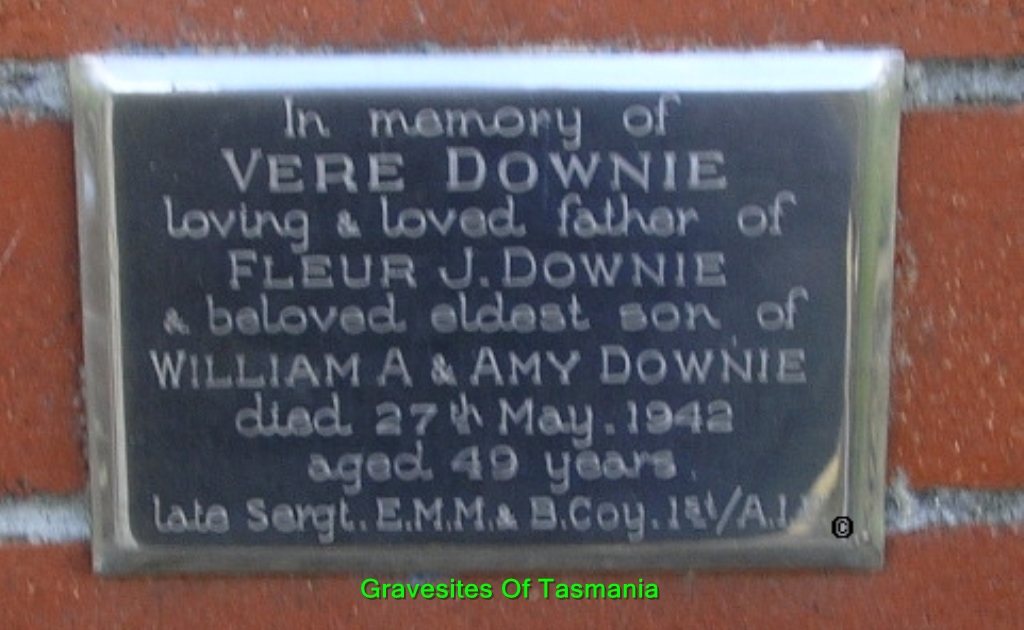 In memory of
VERE DOWNIE
loving & loved father of
FLEUR J. DOWNIE
& beloved eldest son of
WILLIAM A & AMY DOWNIE
died 27th May. 1942
aged 49 years.
late Sergt. E.M.M. & B.Coy. 1st/A.I.
©
Gravesites Of Tasmania